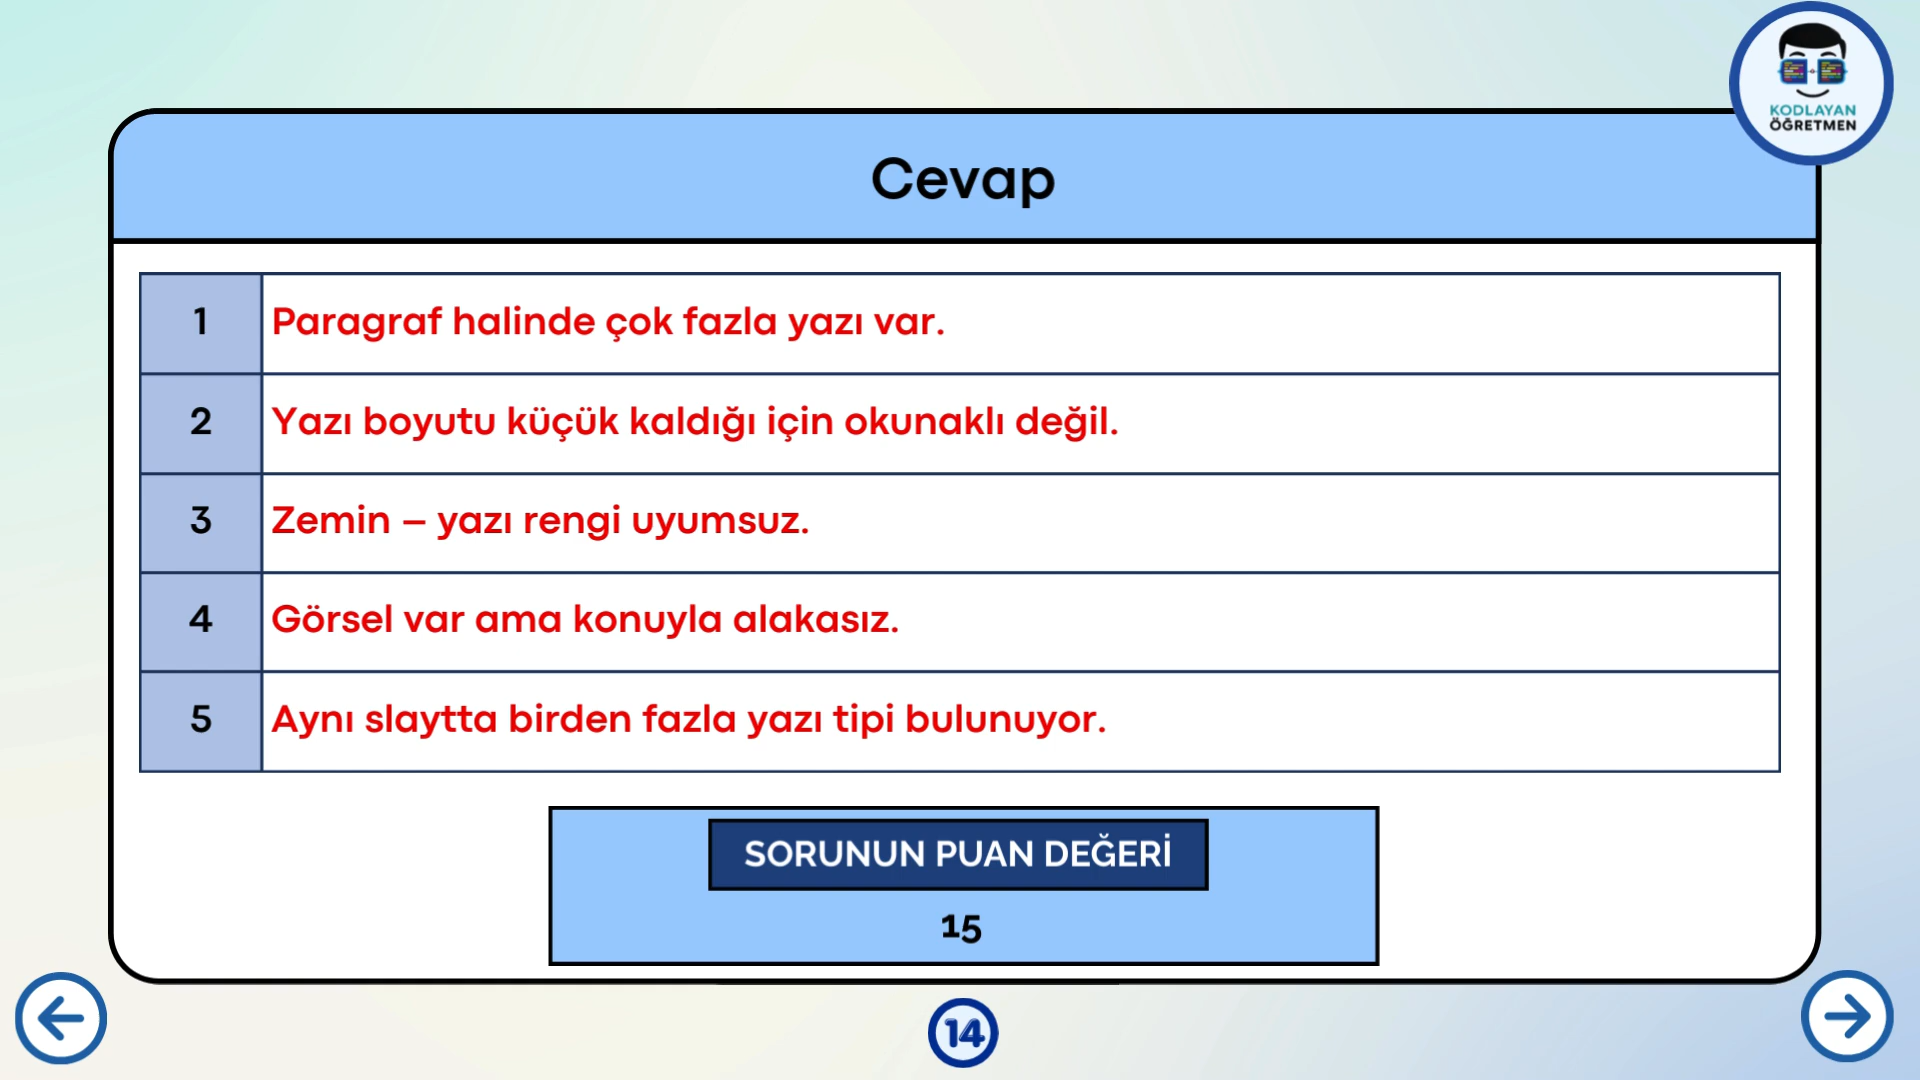 KODLAYAN
ÖĞRETMEN
Cevap
1 Paragraf halinde çok fazla yazı var.
2 Yazı boyutu küçük kaldığı için okunaklı değil.
3 Zemin – yazı rengi uyumsuz.
4 Görsel var ama konuyla alakasız.
5 Aynı slaytta birden fazla yazı tipi bulunuyor.
SORUNUN PUAN DEĞERİ
15
14